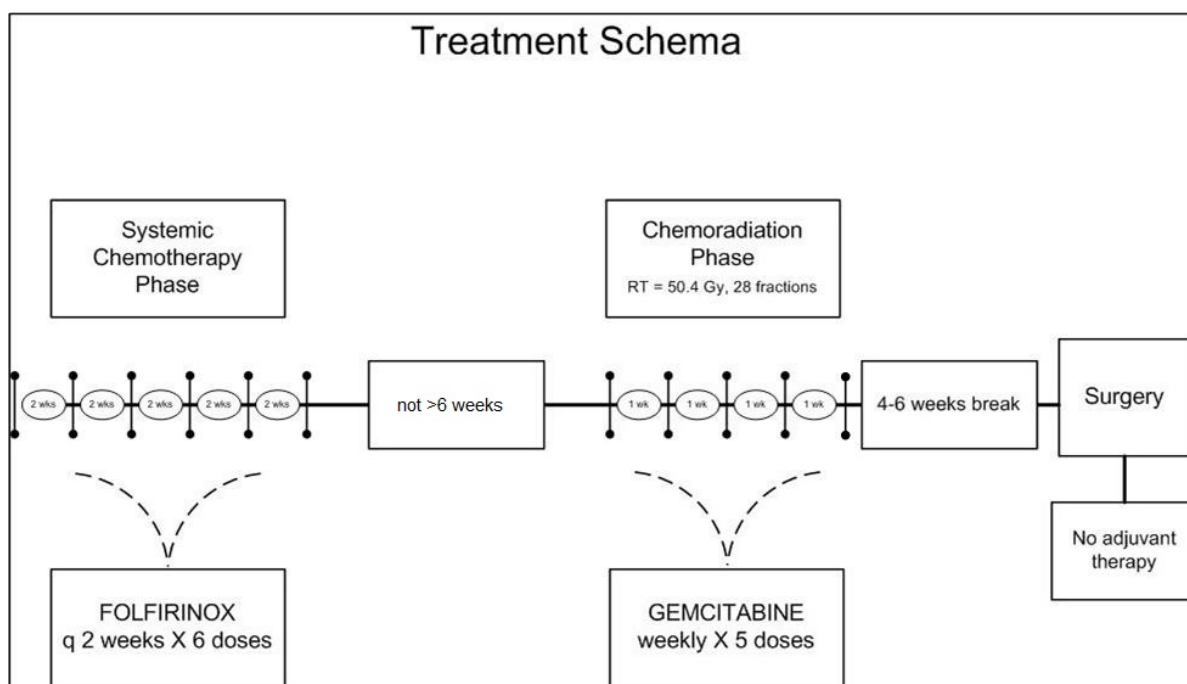 Treatment Schema
Systemic
Chemotherapy
Phase
Chemoradiation
Phase
RT = 50.4 Gy, 28 fractions
2 wks
2 wks
2 wks
2 wks
2 wks
not >6 weeks
1 wk
1 wk
1 wk
1 wk
4-6 weeks break
Surgery
No adjuvant
therapy
FOLFIRINOX
q 2 weeks X 6 doses
GEMCITABINE
weekly X 5 doses